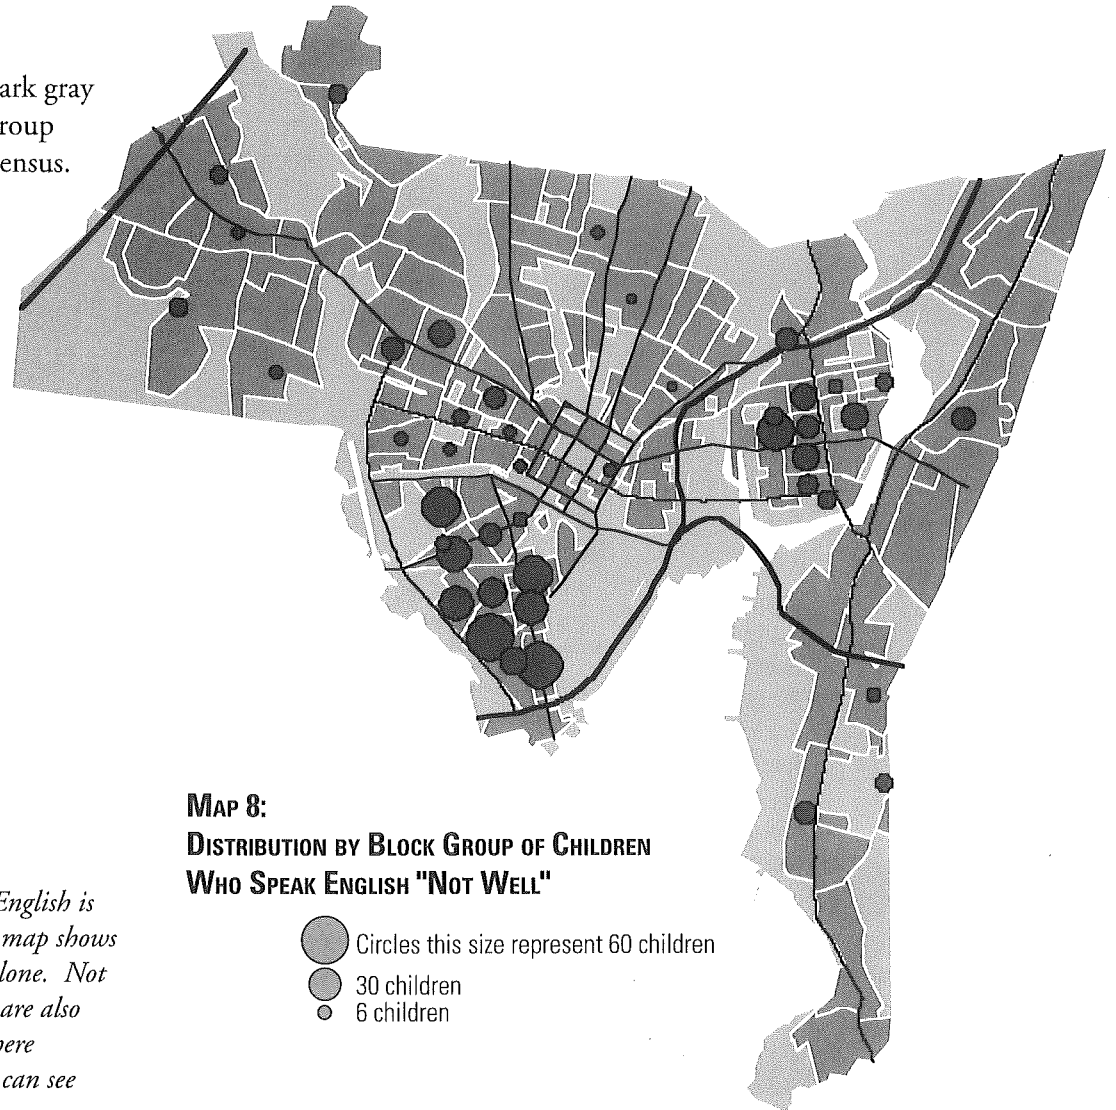 ark gray
roup
ensus.
MAP 8:
DISTRIBUTION BY BLOCK GROUP OF CHILDREN
WHO SPEAK ENGLISH "NOT WELL"
Circles this size represent 60 children
30 children
6 children
English is
map shows
lone. Not
are also
here
can see